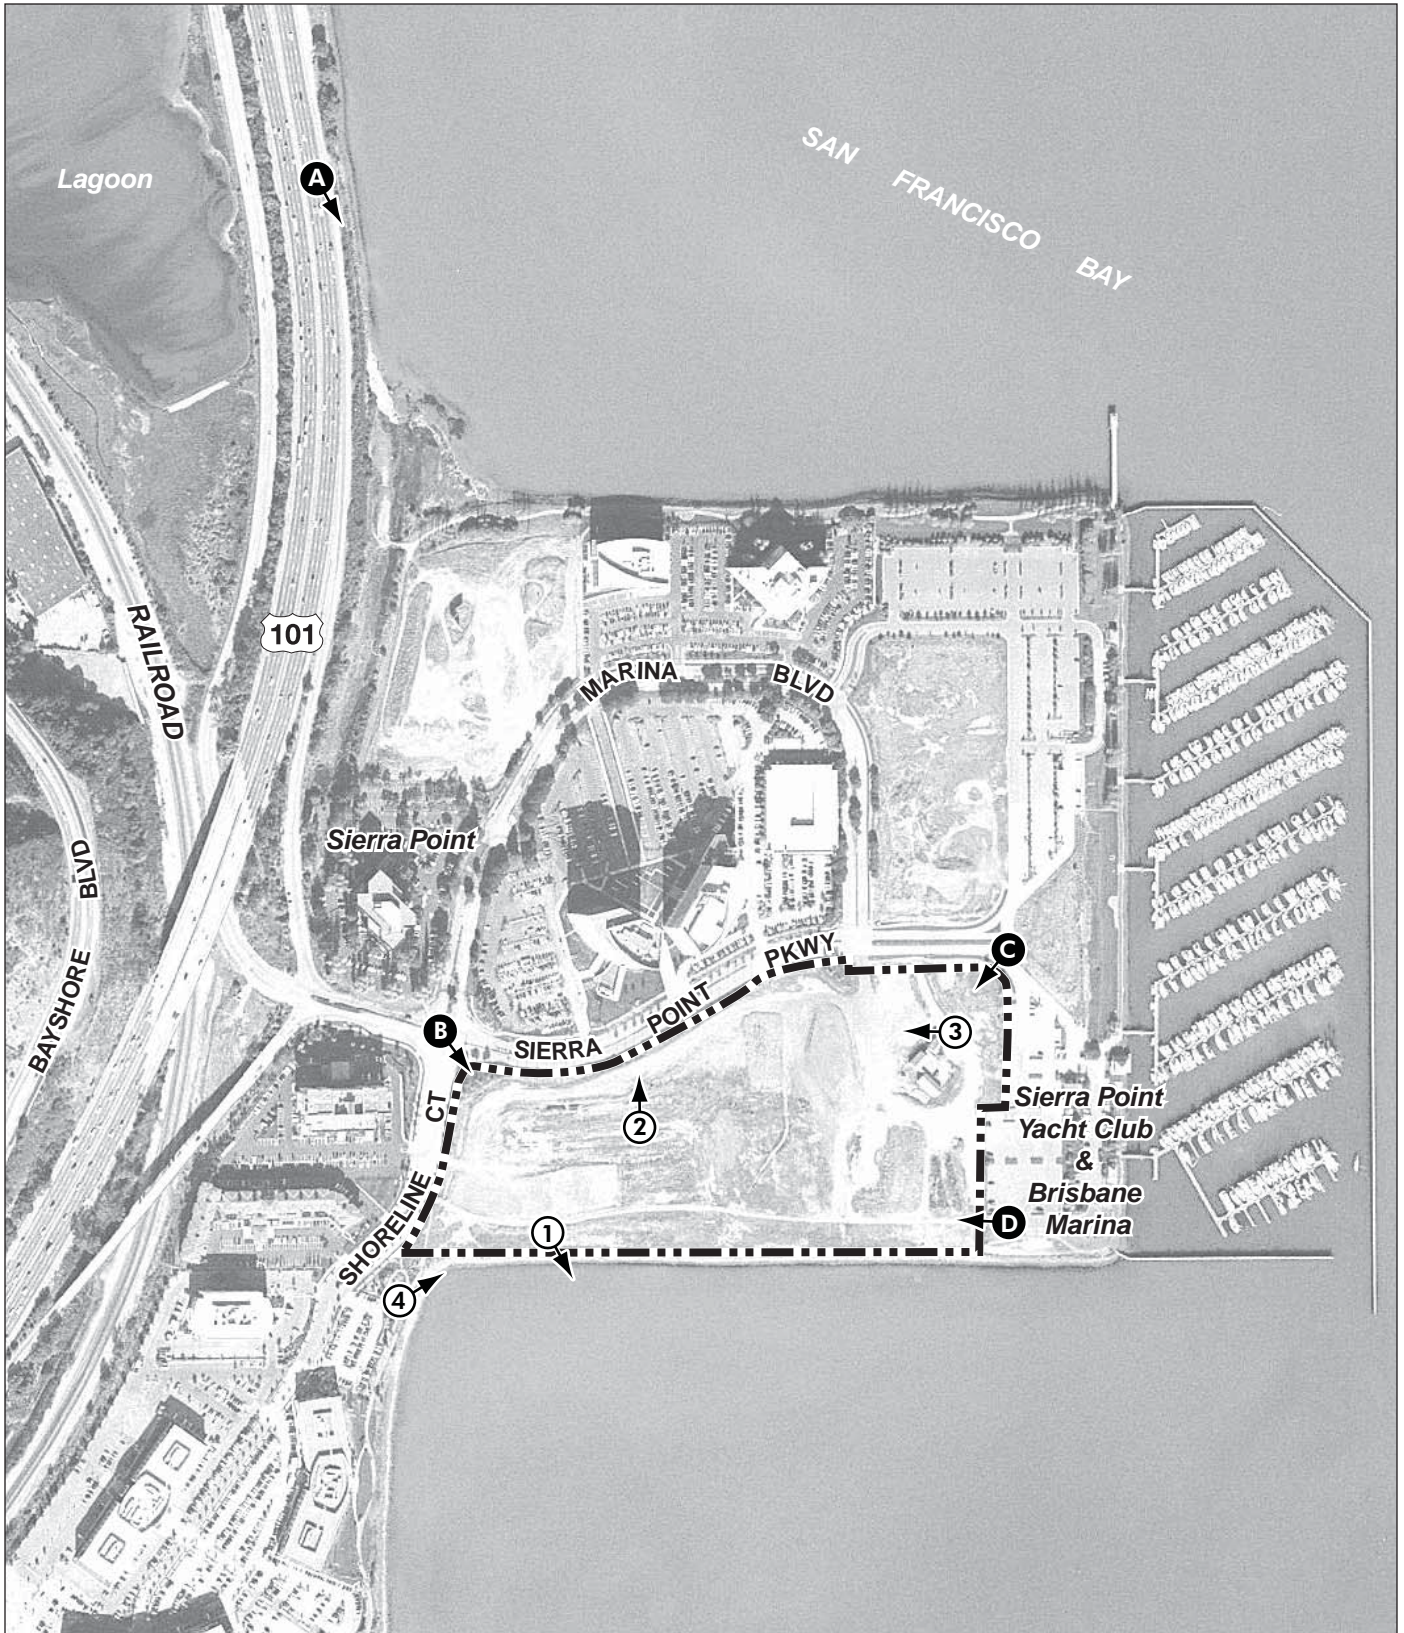 SAN
FRANCISCO
BAY
Lagoon
A
RAILROAD
101
MARINA BLVD
Sierra Point
BAYSHORE BLVD
SIERRA POINT PKWY
B
C
3
2
SHORELINE CT
Sierra Point
Yacht Club
&
Brisbane
Marina
D
1
4